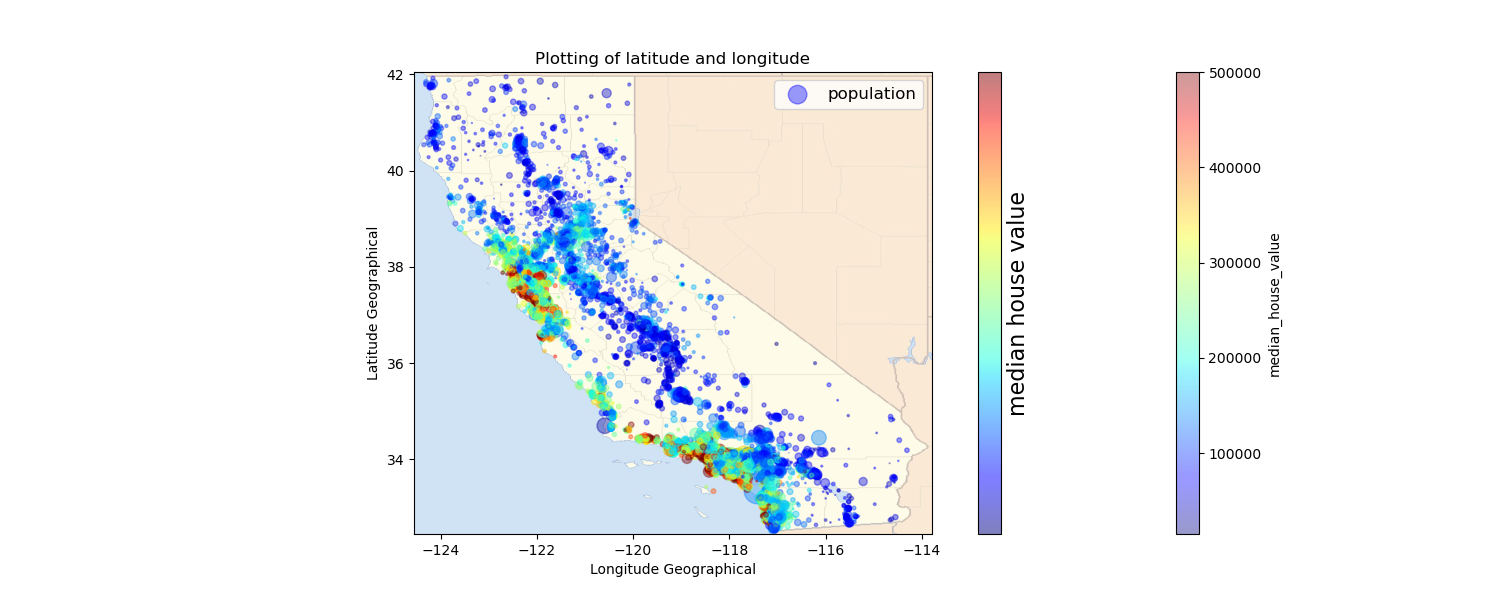 Plotting of latitude and longitude
population
42
40
38
36
34
Latitude Geographical
−124
−122
−120
−118
−116
−114
Longitude Geographical
median house value
500000
400000
300000
200000
100000
median_house_value